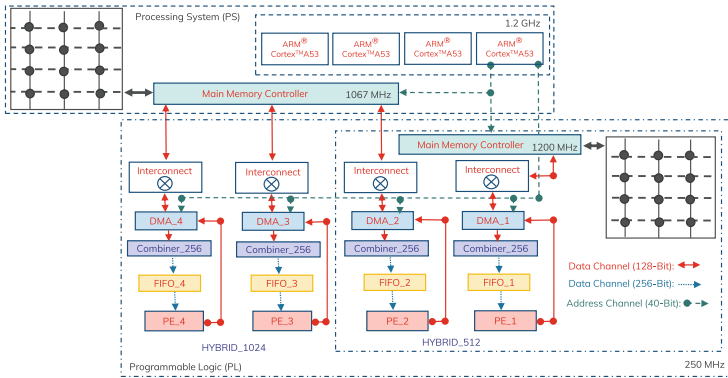 Processing System (PS)
1.2 GHz
ARM®
Cortex™A53
ARM®
Cortex™A53
ARM®
Cortex™A53
ARM®
Cortex™A53
Main Memory Controller
1067 MHz
Main Memory Controller
1200 MHz
Interconnect
Interconnect
Interconnect
Interconnect
DMA_4
DMA_3
DMA_2
DMA_1
Combiner_256
Combiner_256
Combiner_256
Combiner_256
FIFO_4
FIFO_3
FIFO_2
FIFO_1
PE_4
PE_3
PE_2
PE_1
Data Channel (128-Bit):
Data Channel (256-Bit):
Address Channel (40-Bit):
HYBRID_1024
HYBRID_512
Programmable Logic (PL)
250 MHz